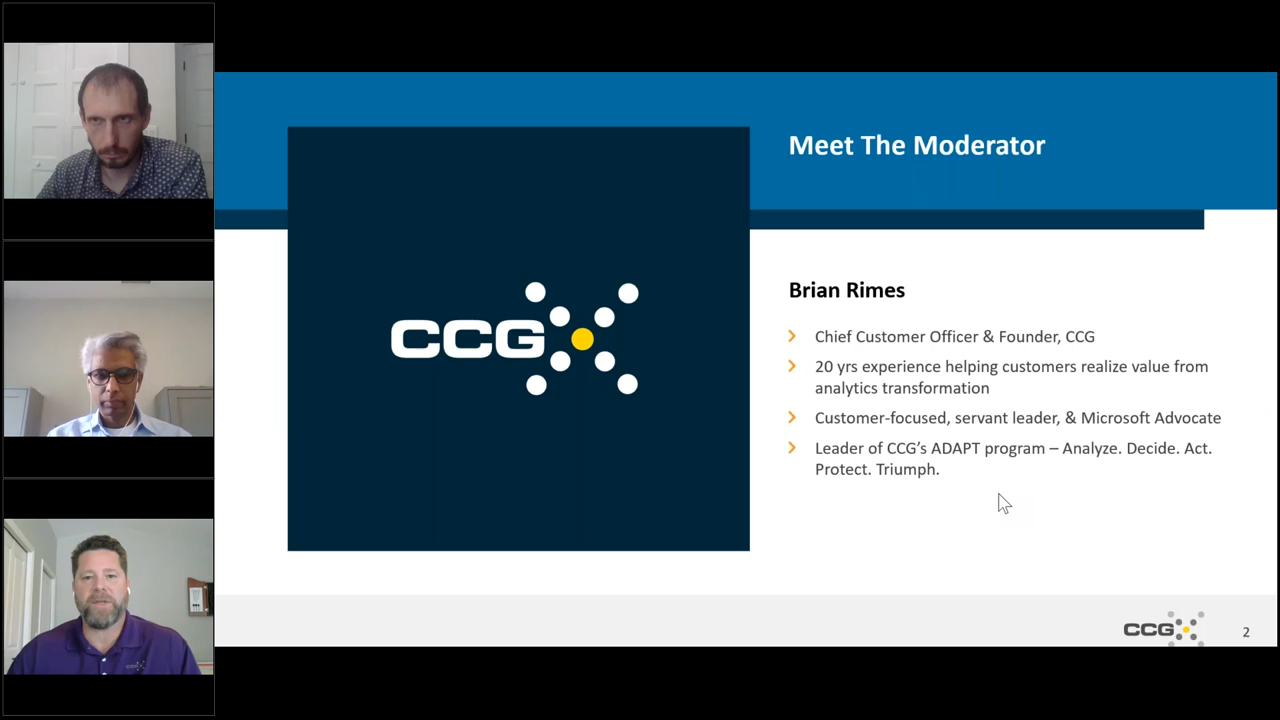 Meet The Moderator
CCG
Brian Rimes
Chief Customer Officer & Founder, CCG
20 yrs experience helping customers realize value from
analytics transformation
Customer-focused, servant leader, & Microsoft Advocate
Leader of CCG’s ADAPT program – Analyze. Decide. Act.
Protect. Triumph.
CCG
2